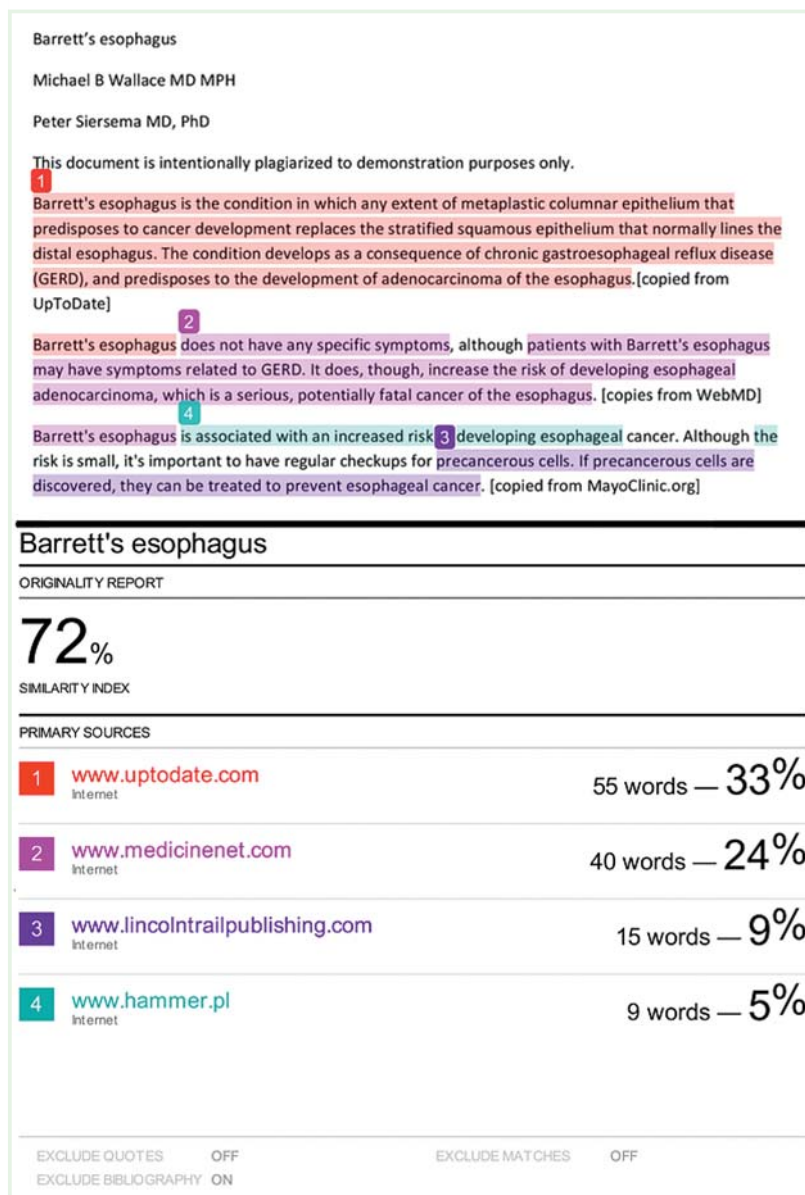 Barrett's esophagus
Michael B Wallace MD MPH
Peter Siersema MD, PhD
This document is intentionally plagiarized to demonstration purposes only.
1
Barrett's esophagus is the condition in which any extent of metaplastic columnar epithelium that
predisposes to cancer development replaces the stratified squamous epithelium that normally lines the
distal esophagus. The condition develops as a consequence of chronic gastroesophageal reflux disease
(GERD), and predisposes to the development of adenocarcinoma of the esophagus.[copied from
UpToDate]
2
Barrett's esophagus does not have any specific symptoms, although patients with Barrett's esophagus
may have symptoms related to GERD. It does, though, increase the risk of developing esophageal
adenocarcinoma, which is a serious, potentially fatal cancer of the esophagus. [copies from WebMD]
4
Barrett's esophagus is associated with an increased risk 3 developing esophageal cancer. Although the
risk is small, it's important to have regular checkups for precancerous cells. If precancerous cells are
discovered, they can be treated to prevent esophageal cancer. [copied from MayoClinic.org]
Barrett's esophagus
ORIGINALITY REPORT
72%
SIMILARITY INDEX
PRIMARY SOURCES
1 www.uptodate.com 55 words — 33%
Internet
2 www.medicinenet.com 40 words — 24%
Internet
3 www.lincolntrailpublishing.com 15 words — 9%
Internet
4 www.hammer.pl 9 words — 5%
Internet
EXCLUDE QUOTES OFF EXCLUDE MATCHES OFF
EXCLUDE BIBLIOGRAPHY ON